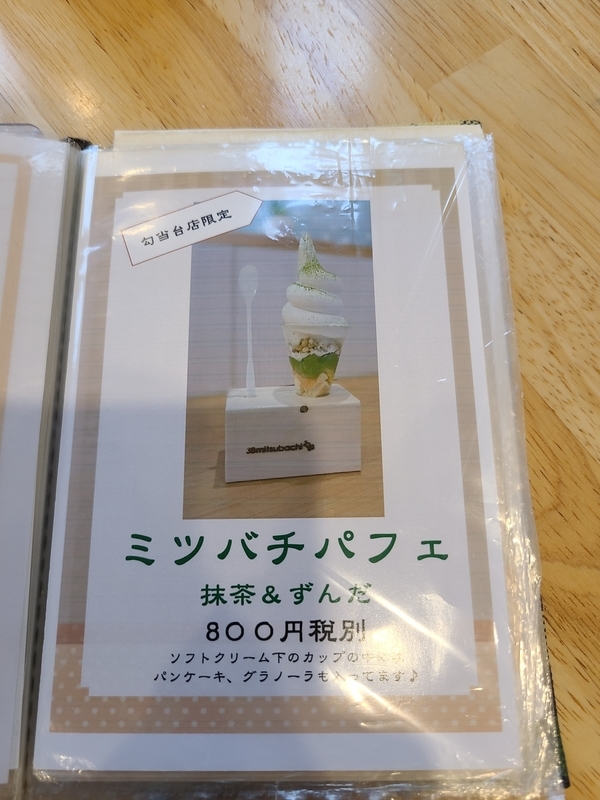 勾当台店限定
38mitsubachi
ミツバチパフェ
抹茶&ずんだ
800円税別
ソフトクリーム下のカップの中には
パンケーキ、グラノーラも入ってます♪